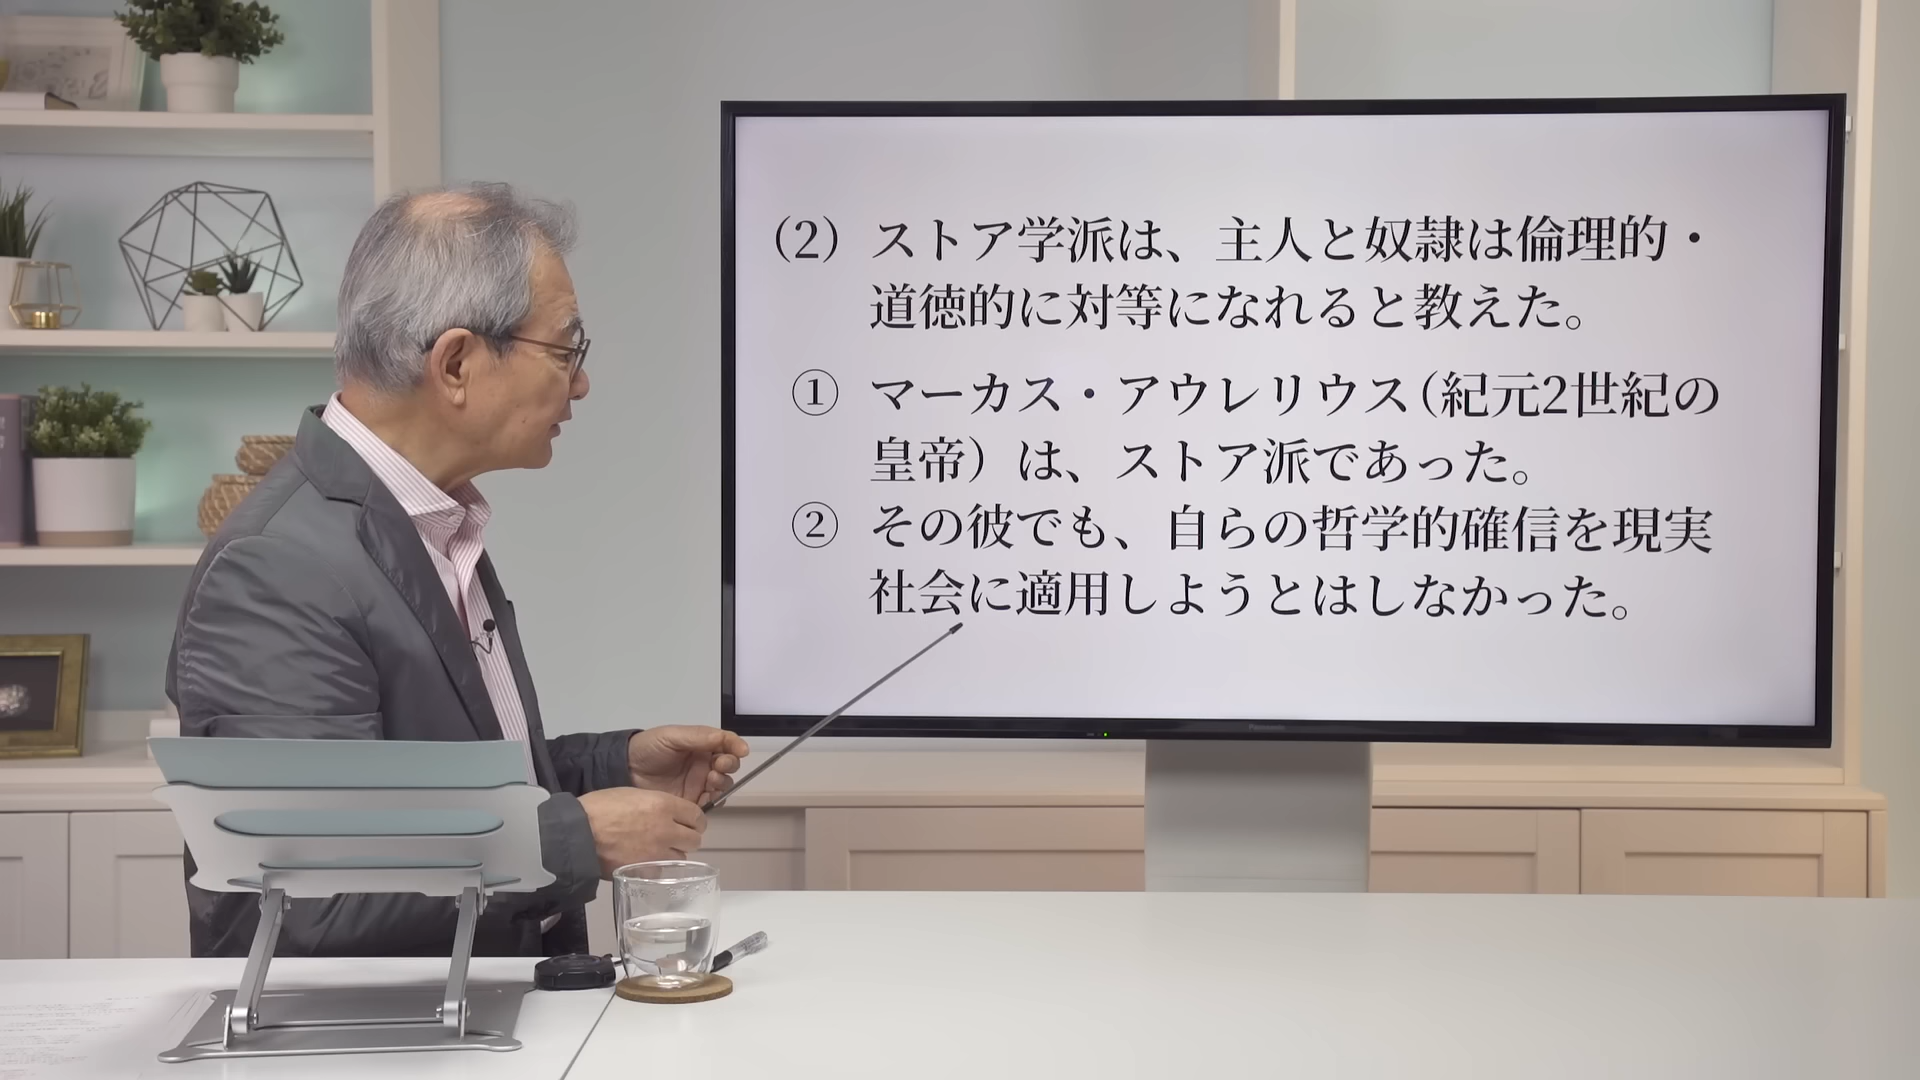 (2) ストア学派は、主人と奴隷は倫理的・
道徳的に対等になれると教えた。
① マーカス・アウレリウス(紀元2世紀の
皇帝)は、ストア派であった。
② その彼でも、自らの哲学的確信を現実
社会に適用しようとはしなかった。
Panasonic